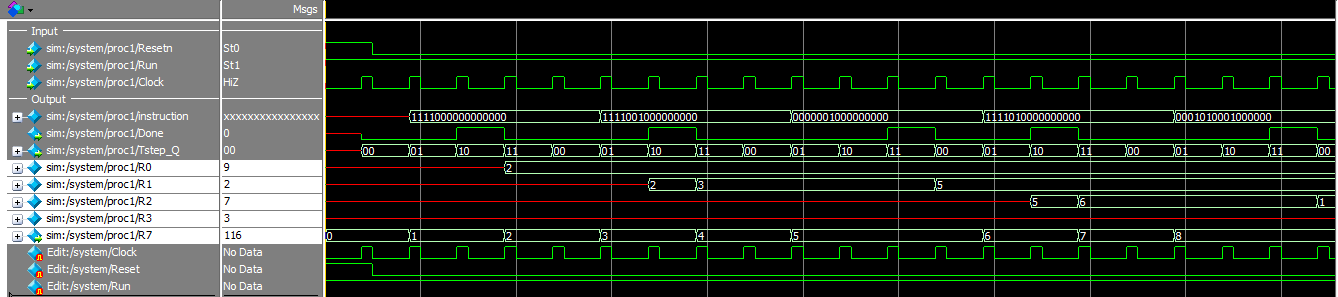 Msgs
Input
sim:/system/proc1/Resetn St0
sim:/system/proc1/Run St1
sim:/system/proc1/Clock HiZ
Output
sim:/system/proc1/instruction xxxxxxxxxxxxxxxx 1111000000000000 1111001000000000 0000001000000000 1111010000000000 0001010001000000
sim:/system/proc1/Done 0
sim:/system/proc1/Tstep_Q 00 00 01 10 11 00 01 10 11 00 01 10 11 00 01 10 11 00 01 10 11 00
sim:/system/proc1/R0 9 2
sim:/system/proc1/R1 2 2 3 5
sim:/system/proc1/R2 7 5 6 1
sim:/system/proc1/R3 3
sim:/system/proc1/R7 116 0 1 2 3 4 5 6 7 8
Edit:/system/Clock No Data
Edit:/system/Reset No Data
Edit:/system/Run No Data